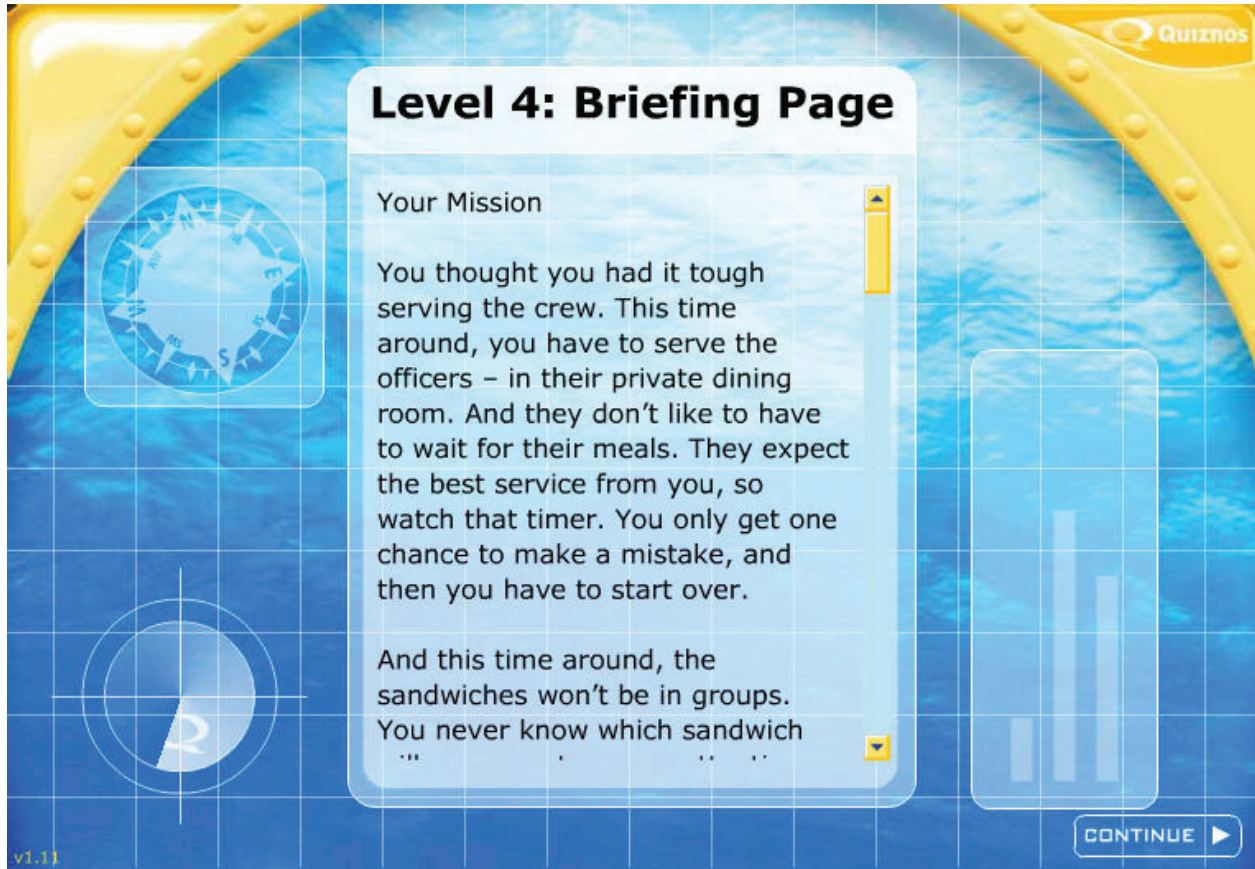 Quiznos
Level 4: Briefing Page
Your Mission
You thought you had it tough
serving the crew. This time
around, you have to serve the
officers – in their private dining
room. And they don’t like to have
to wait for their meals. They expect
the best service from you, so
watch that timer. You only get one
chance to make a mistake, and
then you have to start over.
And this time around, the
sandwiches won’t be in groups.
You never know which sandwich
N
E
S
SW
W
Q
CONTINUE
v1.11